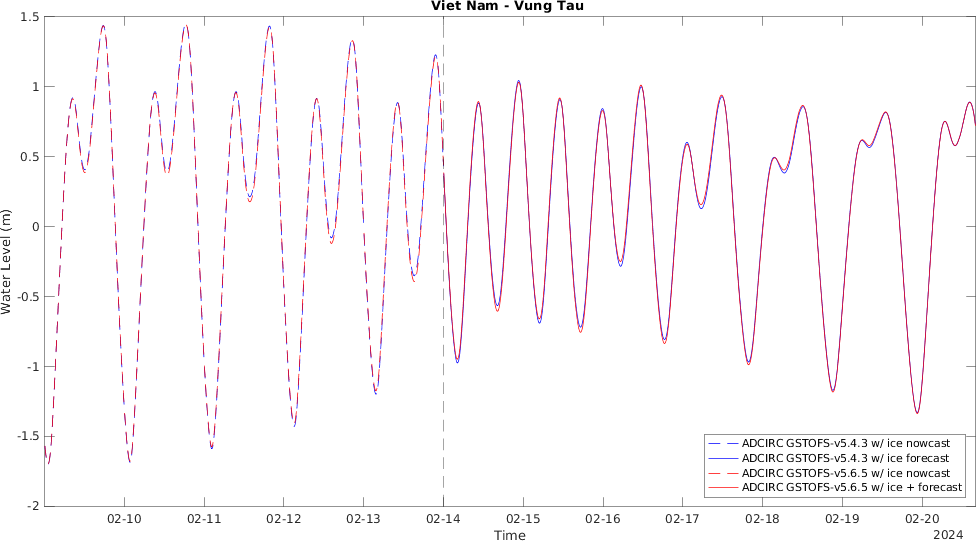 Viet Nam - Vung Tau
1.5
1
0.5
0
-0.5
-1
-1.5
-2
Water Level (m)
02-10 02-11 02-12 02-13 02-14 02-15 02-16 02-17 02-18 02-19 02-20
Time
2024
ADCIRC GSTOFS-v5.4.3 w/ ice nowcast
ADCIRC GSTOFS-v5.4.3 w/ ice forecast
ADCIRC GSTOFS-v5.6.5 w/ ice nowcast
ADCIRC GSTOFS-v5.6.5 w/ ice + forecast